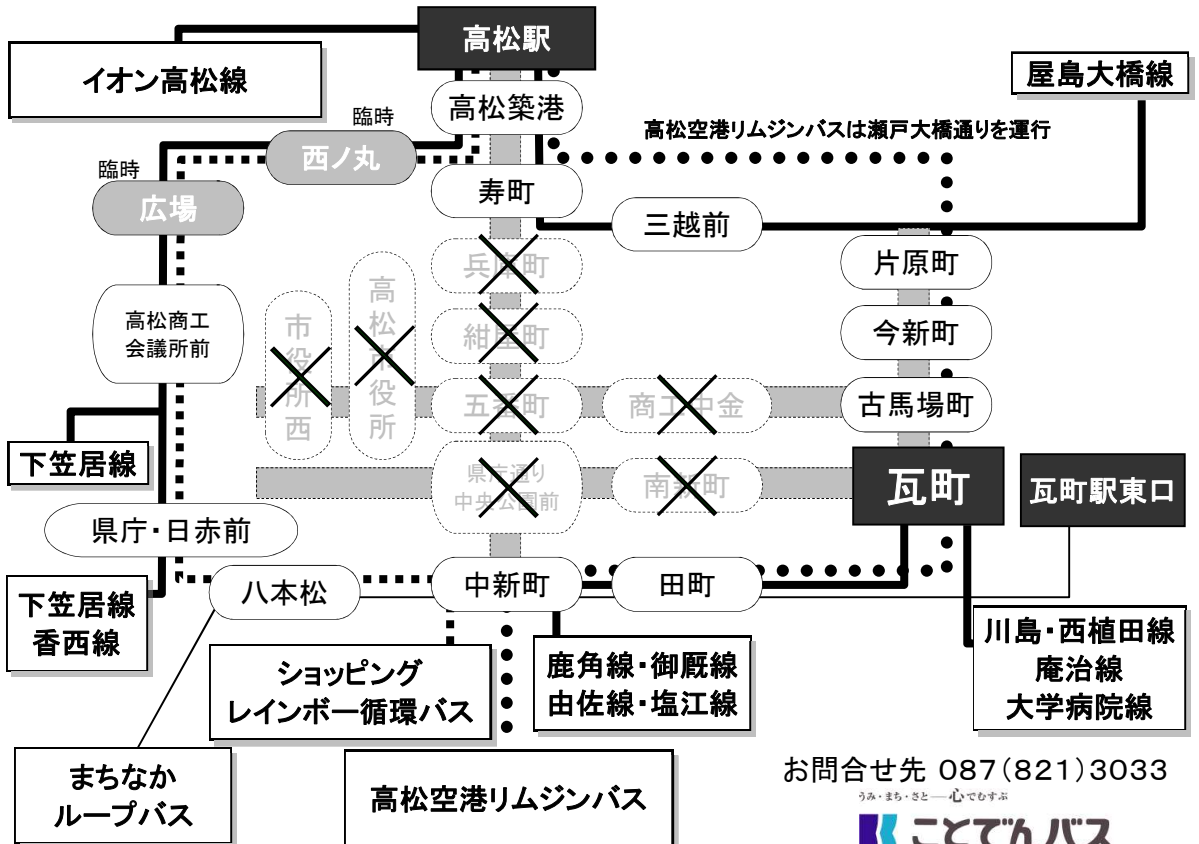 高松駅
イオン高松線
高松築港
屋島大橋線
臨時
高松空港リムジンバスは瀬戸大橋通りを運行
西ノ丸
臨時
広場
寿町
三越前
兵庫町
片原町
高松市役所
市役所西
高松商工
会議所前
紺屋町
今新町
五番町
商工中金
古馬場町
下笠居線
県庁通り
中央公園前
南新町
瓦町
瓦町駅東口
県庁・日赤前
八本松
中新町
田町
下笠居線
香西線
ショッピング
レインボー循環バス
鹿角線・御厩線
由佐線・塩江線
川島・西植田線
庵治線
大学病院線
まちなか
ループバス
高松空港リムジンバス
お問合せ先 087(821)3033
うみ・まち・さと―心でむすぶ
ことでんバス